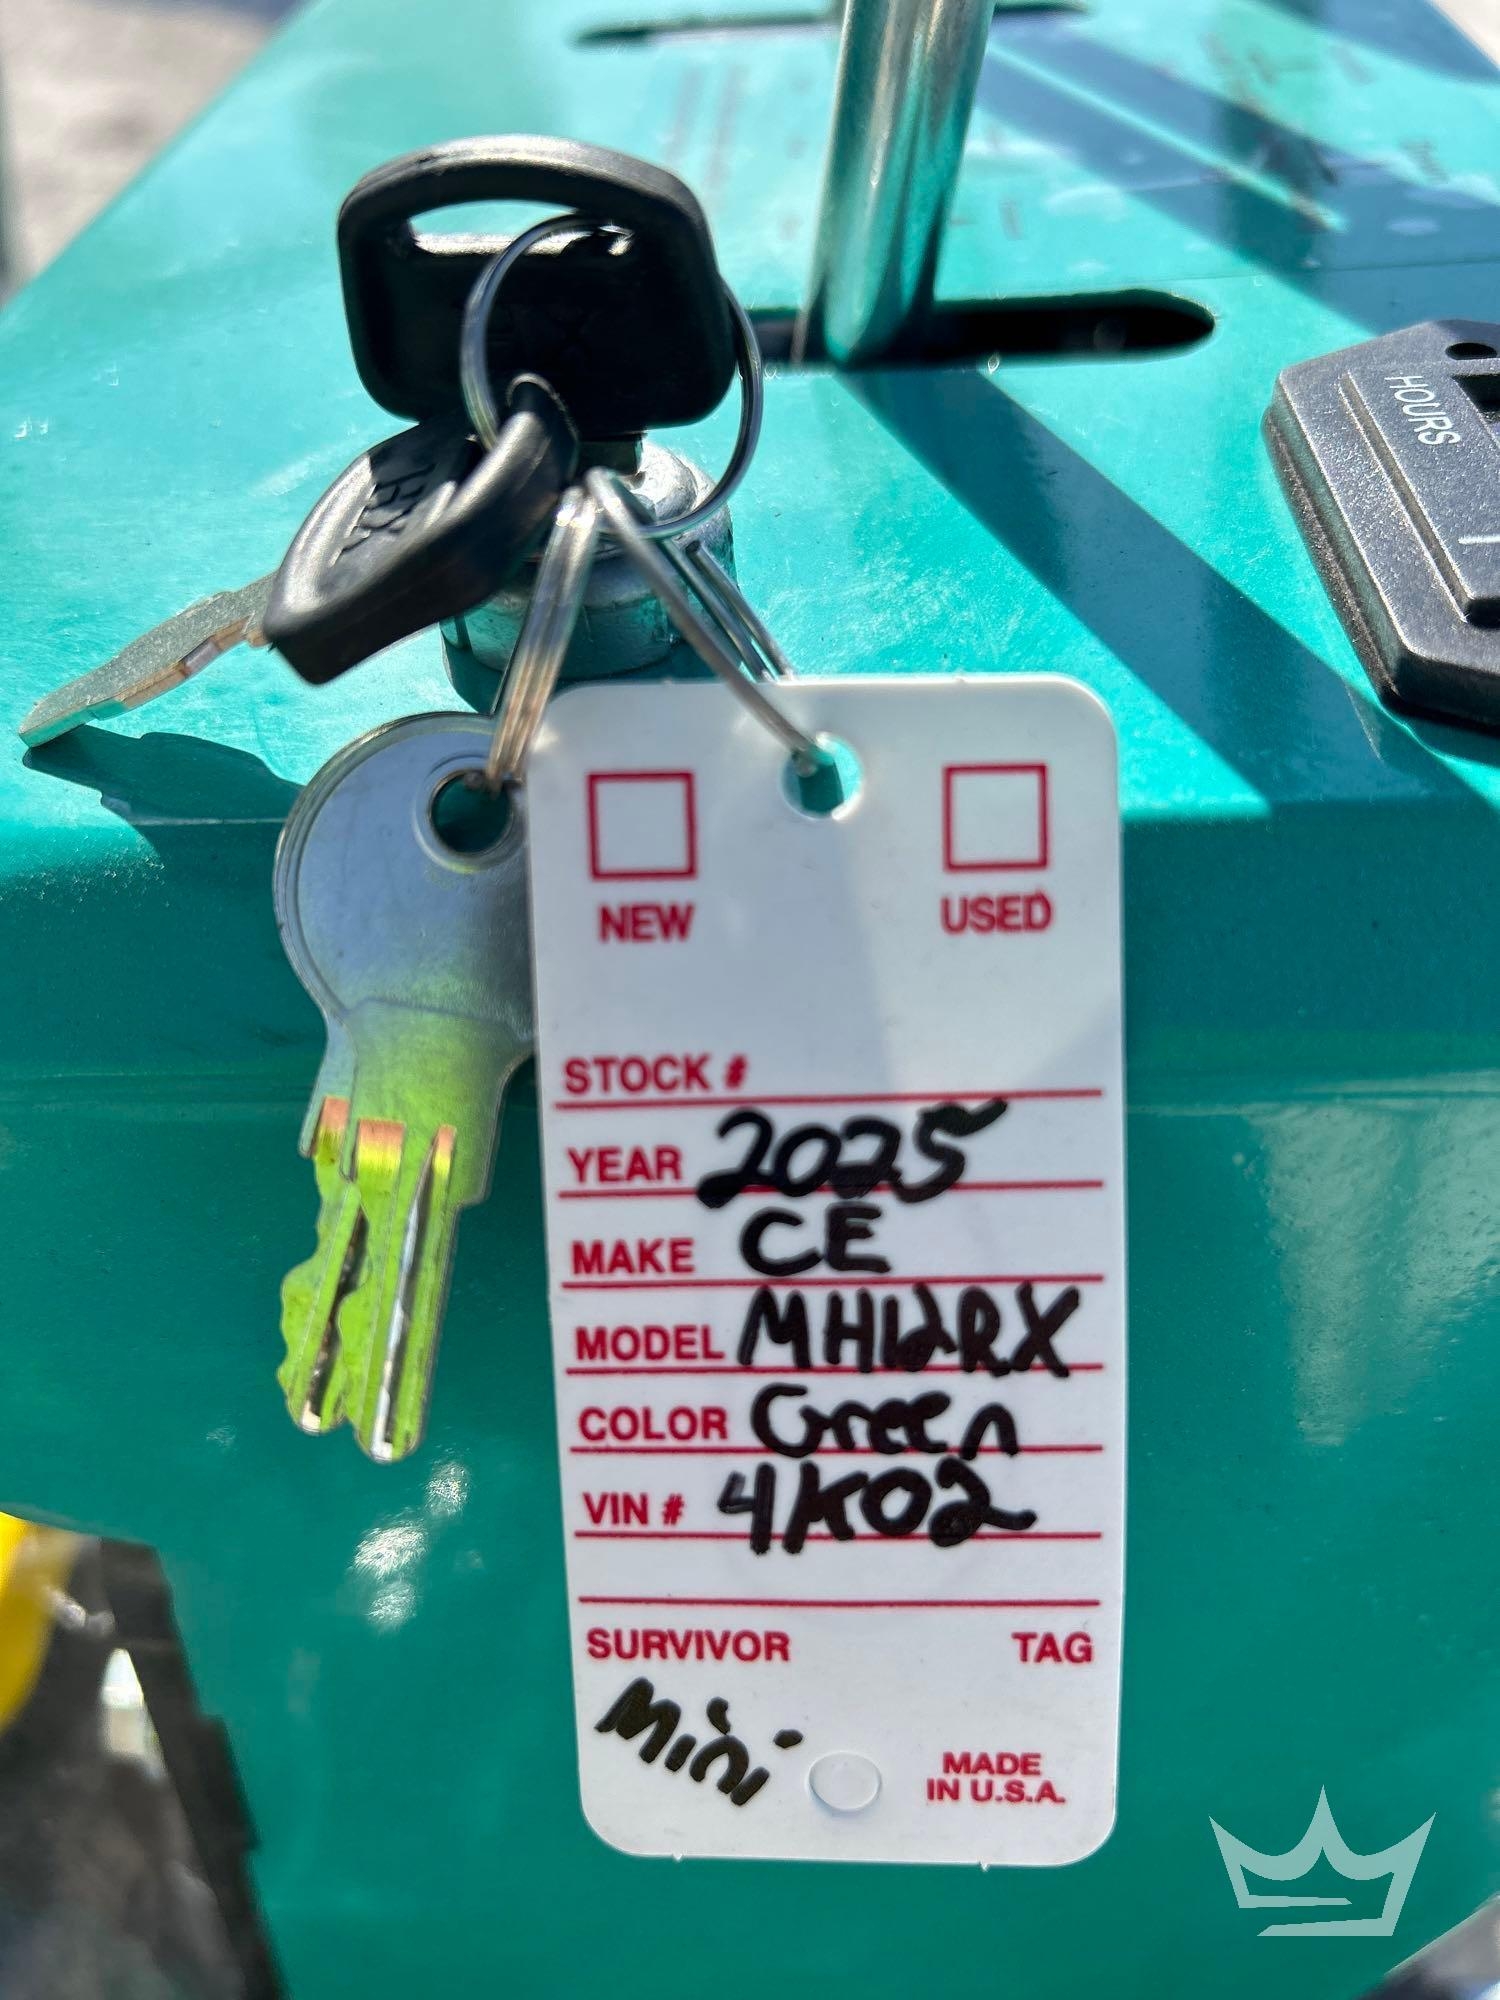 HOURS
NEW USED
STOCK #
YEAR 2025
MAKE CE
MODEL MH12RX
COLOR Green
VIN # 4K02
SURVIVOR TAG
Mini
MADE
IN U.S.A.